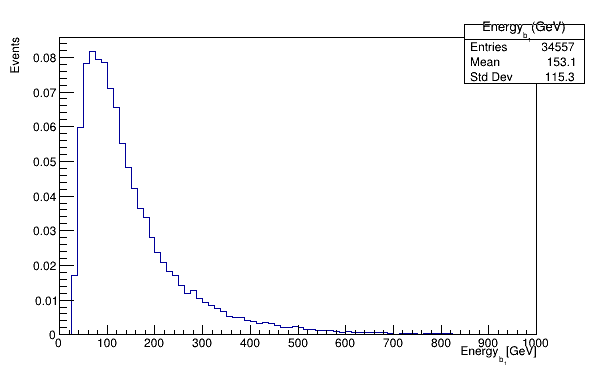 Energy_b₁(GeV)
Entries 34557
Mean 153.1
Std Dev 115.3
Events
0.08
0.07
0.06
0.05
0.04
0.03
0.02
0.01
0
0 100 200 300 400 500 600 700 800 900 1000
Energy_b₁[GeV]